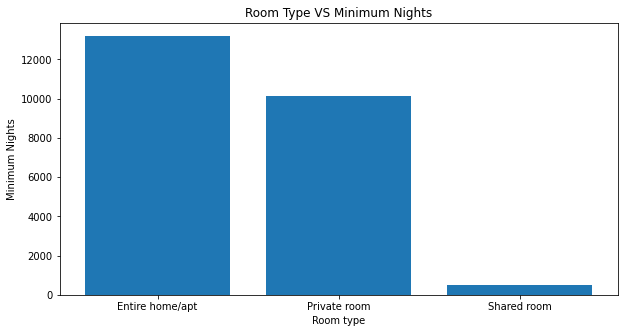 Room Type VS Minimum Nights
12000
10000
8000
6000
4000
2000
0
Minimum Nights
Entire home/apt Private room Shared room
Room type